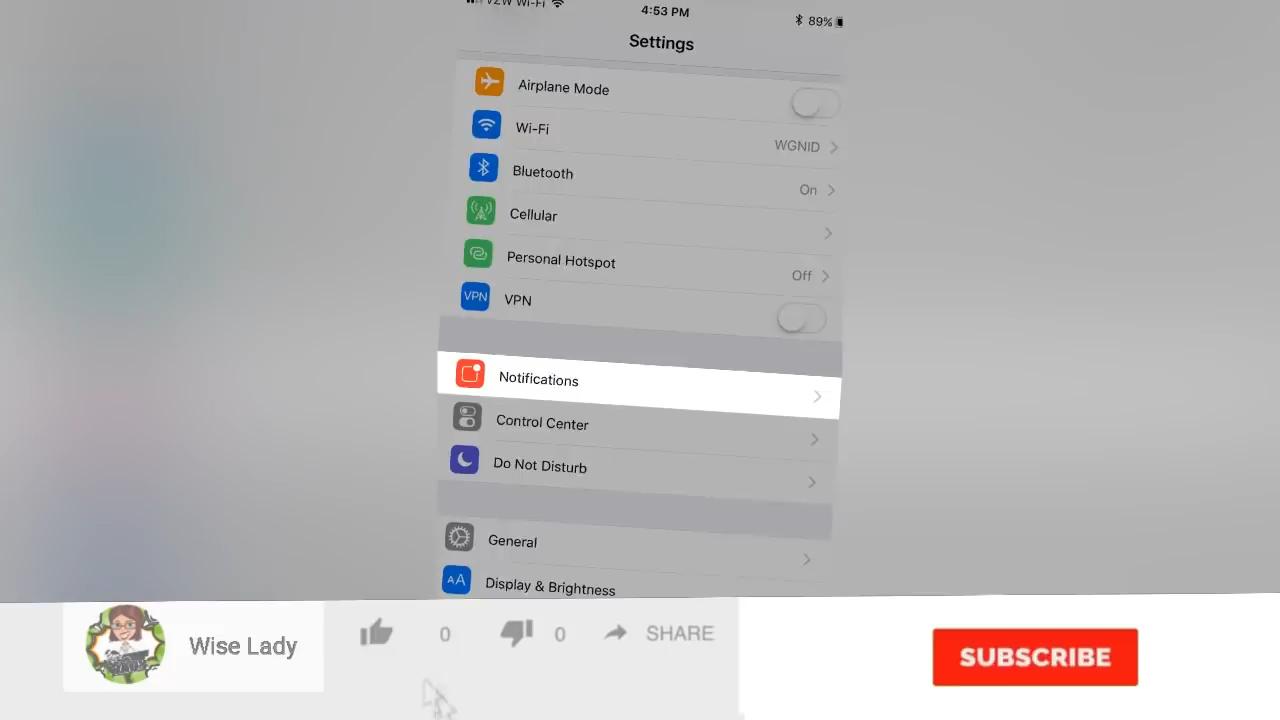 VZW Wi-Fi 4:53 PM 89%
Settings
Airplane Mode
Wi-Fi WGNID
Bluetooth On
Cellular
Personal Hotspot Off
VPN VPN
Notifications
Control Center
Do Not Disturb
General
AA Display & Brightness
Wise Lady 0 0 SHARE
SUBSCRIBE